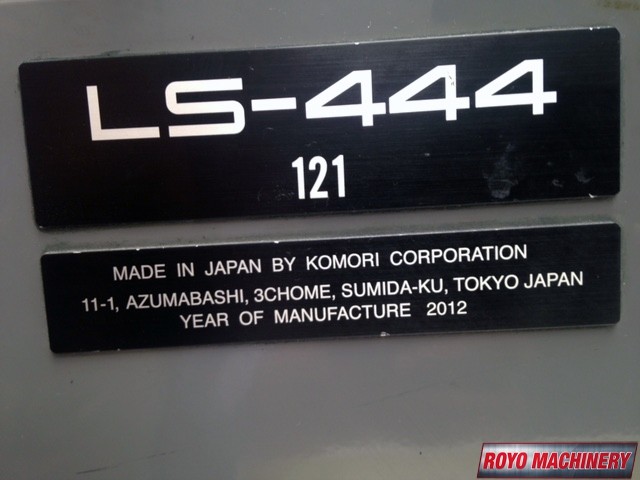 LS-444
121
MADE IN JAPAN BY KOMORI CORPORATION
11-1, AZUMABASHI, 3CHOME, SUMIDA-KU, TOKYO JAPAN
YEAR OF MANUFACTURE 2012
ROYO MACHINERY